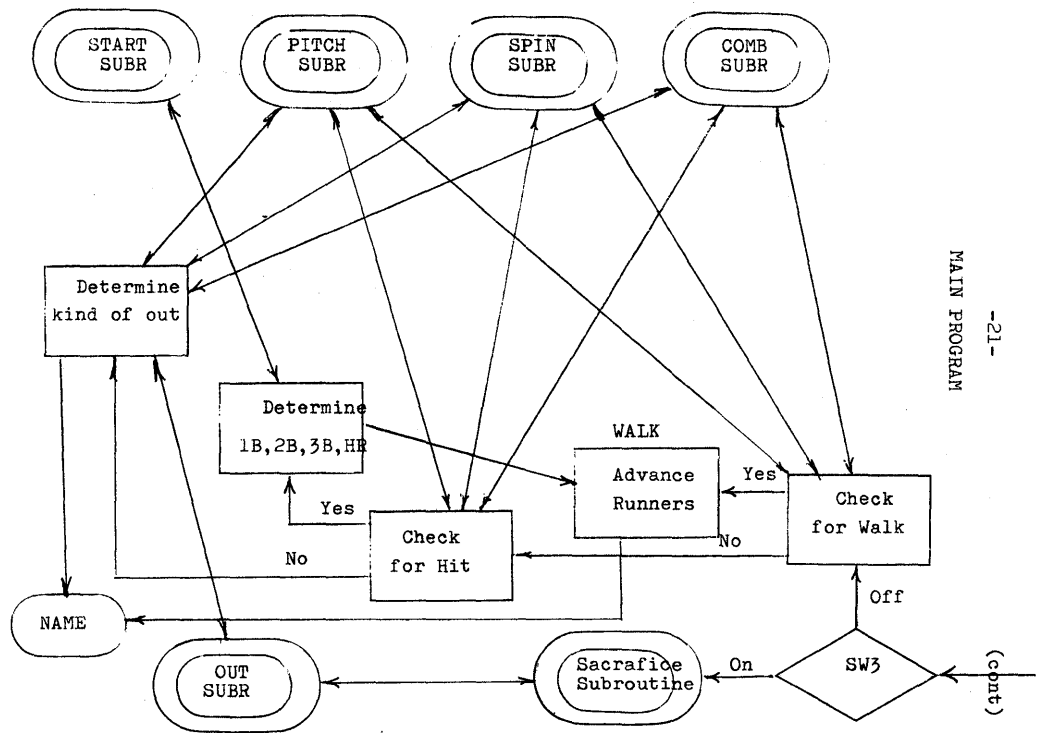 START
SUBR
PITCH
SUBR
SPIN
SUBR
COMB
SUBR
Determine
kind of out
Determine
1B,2B,3B,HR
WALK
Advance
Runners
Yes
Check
for Walk
Yes
Check
for Hit
No
No
Off
NAME
OUT
SUBR
Sacrafice
Subroutine
On
SW3
(cont)
-21-
MAIN PROGRAM